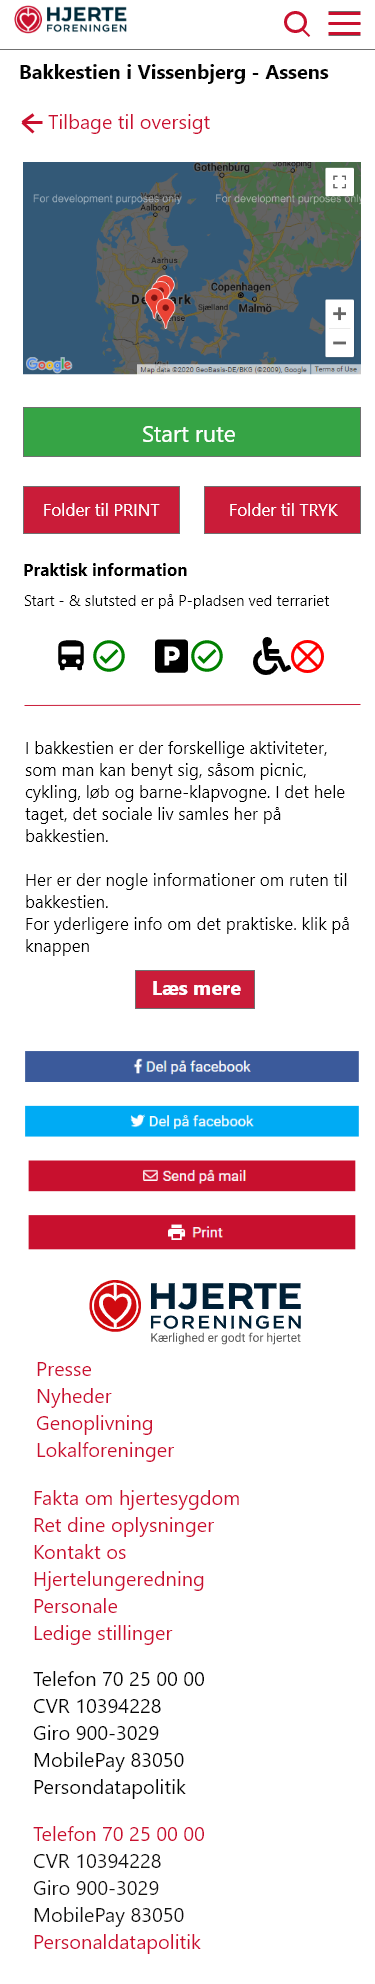 HJERTE
FORENINGEN
Bakkestien i Vissenbjerg - Assens
Tilbage til oversigt
Gothenburg
For development purposes only
For development purposes only
Aalborg
Aarhus
Copenhagen
Sjælland
Malmö
Google
Map data ©2020 GeoBasis-DE/BKG (©2009), Google
Terms of Use
Start rute
Folder til PRINT
Folder til TRYK
Praktisk information
Start - & slutsted er på P-pladsen ved terrariet
P
I bakkestien er der forskellige aktiviteter,
som man kan benyt sig, såsom picnic,
cykling, løb og barne-klapvogne. I det hele
taget, det sociale liv samles her på
bakkestien.
Her er der nogle informationer om ruten til
bakkestien.
For yderligere info om det praktiske. klik på
knappen
Læs mere
Del på facebook
Del på facebook
Send på mail
Print
HJERTE
FORENINGEN
Kærlighed er godt for hjertet
Presse
Nyheder
Genoplivning
Lokalforeninger
Fakta om hjertesygdom
Ret dine oplysninger
Kontakt os
Hjertelungeredning
Personale
Ledige stillinger
Telefon 70 25 00 00
CVR 10394228
Giro 900-3029
MobilePay 83050
Persondatapolitik
Telefon 70 25 00 00
CVR 10394228
Giro 900-3029
MobilePay 83050
Personaldatapolitik